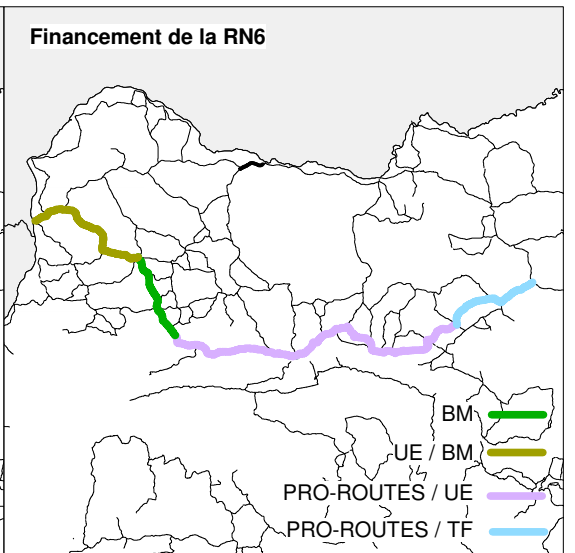 Financement de la RN6
BM
UE / BM
PRO-ROUTES / UE
PRO-ROUTES / TF